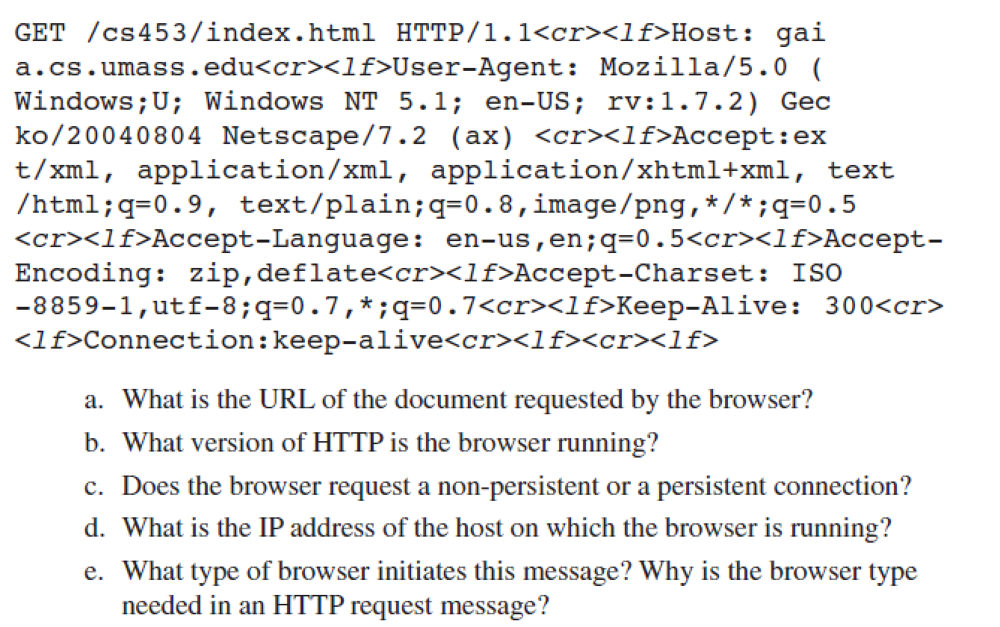 GET /cs453/index.html HTTP/1.1<cr><lf>Host: gai
a.cs.umass.edu<cr><lf>User-Agent: Mozilla/5.0 (
Windows;U; Windows NT 5.1; en-US; rv:1.7.2) Gec
ko/20040804 Netscape/7.2 (ax) <cr><lf>Accept:ex
t/xml, application/xml, application/xhtml+xml, text
/html;q=0.9, text/plain;q=0.8,image/png,*/*;q=0.5
<cr><lf>Accept-Language: en-us,en;q=0.5<cr><lf>Accept-
Encoding: zip,deflate<cr><lf>Accept-Charset: ISO
-8859-1,utf-8;q=0.7,*;q=0.7<cr><lf>Keep-Alive: 300<cr>
<lf>Connection:keep-alive<cr><lf><cr><lf>
a. What is the URL of the document requested by the browser?
b. What version of HTTP is the browser running?
c. Does the browser request a non-persistent or a persistent connection?
d. What is the IP address of the host on which the browser is running?
e. What type of browser initiates this message? Why is the browser type
needed in an HTTP request message?